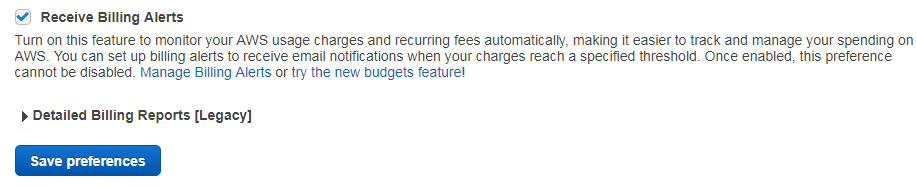 Receive Billing Alerts
Turn on this feature to monitor your AWS usage charges and recurring fees automatically, making it easier to track and manage your spending on
AWS. You can set up billing alerts to receive email notifications when your charges reach a specified threshold. Once enabled, this preference
cannot be disabled. Manage Billing Alerts or try the new budgets feature!
Detailed Billing Reports [Legacy]
Save preferences